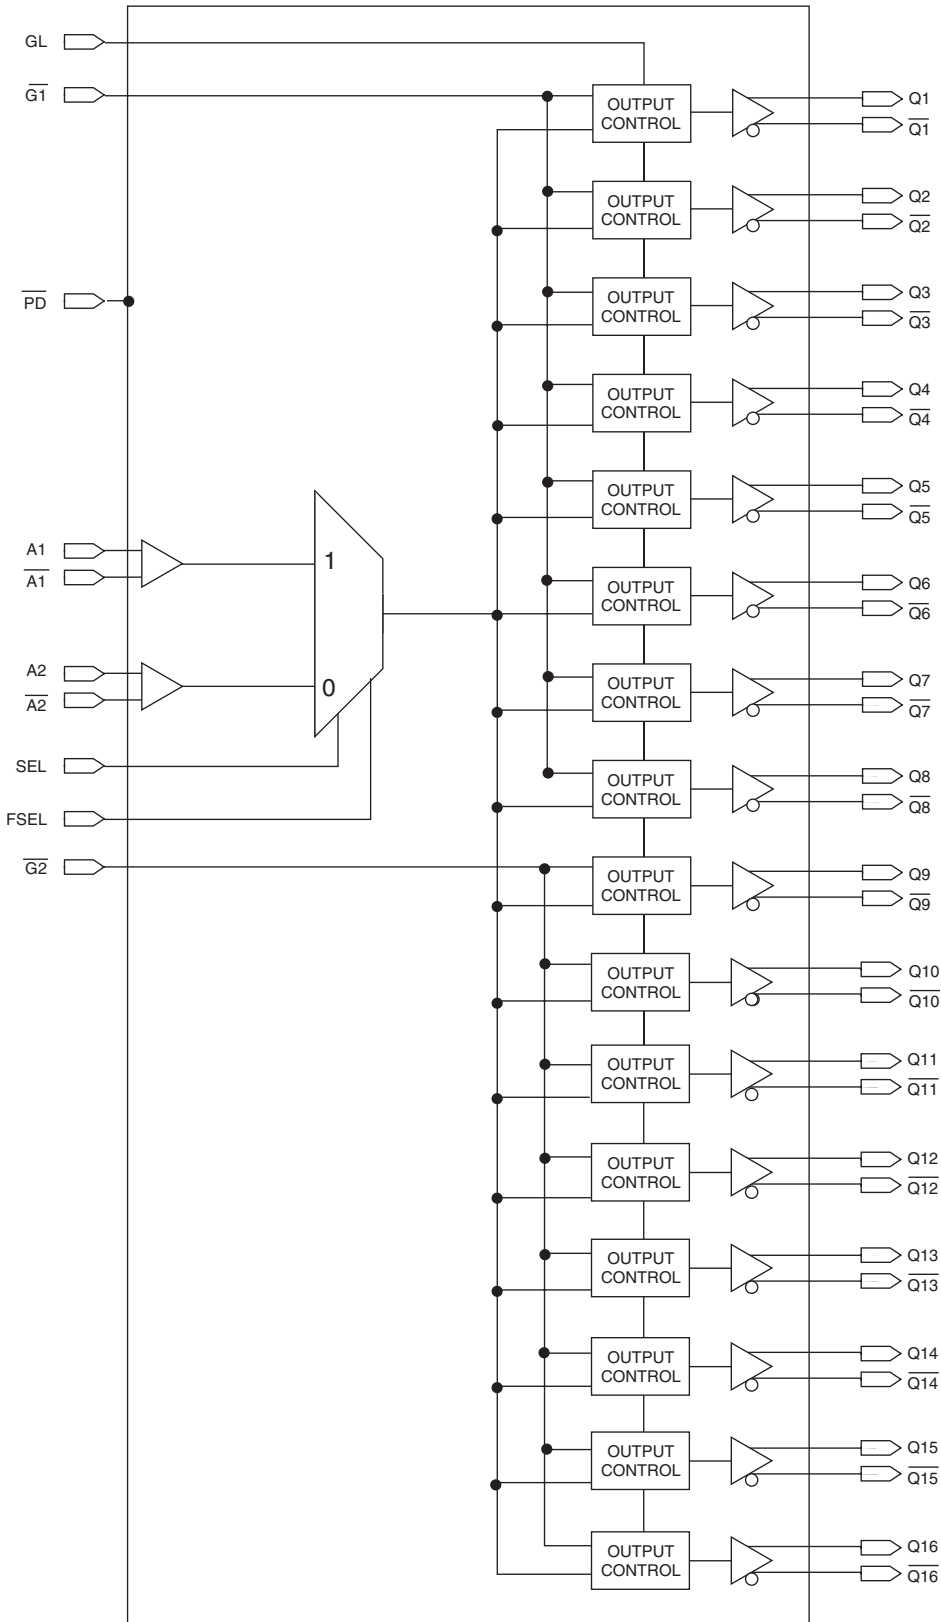 GL
G1
OUTPUT
CONTROL
Q1
Q1
OUTPUT
CONTROL
Q2
Q2
PD
OUTPUT
CONTROL
Q3
Q3
OUTPUT
CONTROL
Q4
Q4
OUTPUT
CONTROL
Q5
Q5
A1
A1
1
OUTPUT
CONTROL
Q6
Q6
A2
A2
0
OUTPUT
CONTROL
Q7
Q7
SEL
OUTPUT
CONTROL
Q8
Q8
FSEL
G2
OUTPUT
CONTROL
Q9
Q9
OUTPUT
CONTROL
Q10
Q10
OUTPUT
CONTROL
Q11
Q11
OUTPUT
CONTROL
Q12
Q12
OUTPUT
CONTROL
Q13
Q13
OUTPUT
CONTROL
Q14
Q14
OUTPUT
CONTROL
Q15
Q15
OUTPUT
CONTROL
Q16
Q16